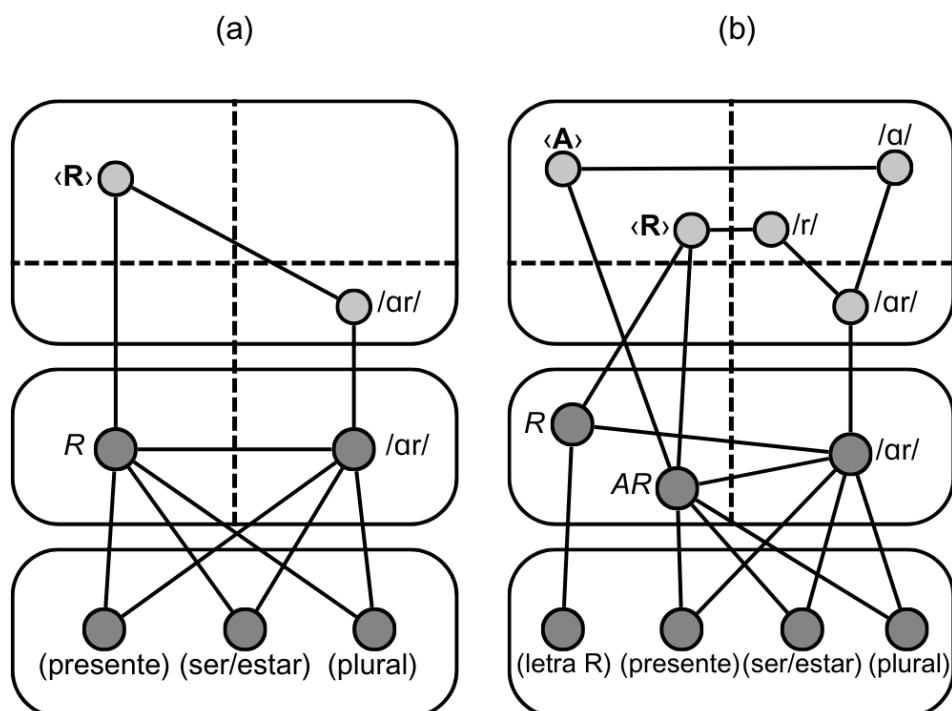 (a)
‹R›
/ɑr/
R
/ɑr/
(presente) (ser/estar) (plural)
(b)
‹A›
/ɑ/
‹R›
/r/
/ɑr/
R
/ɑr/
AR
(letra R) (presente) (ser/estar) (plural)